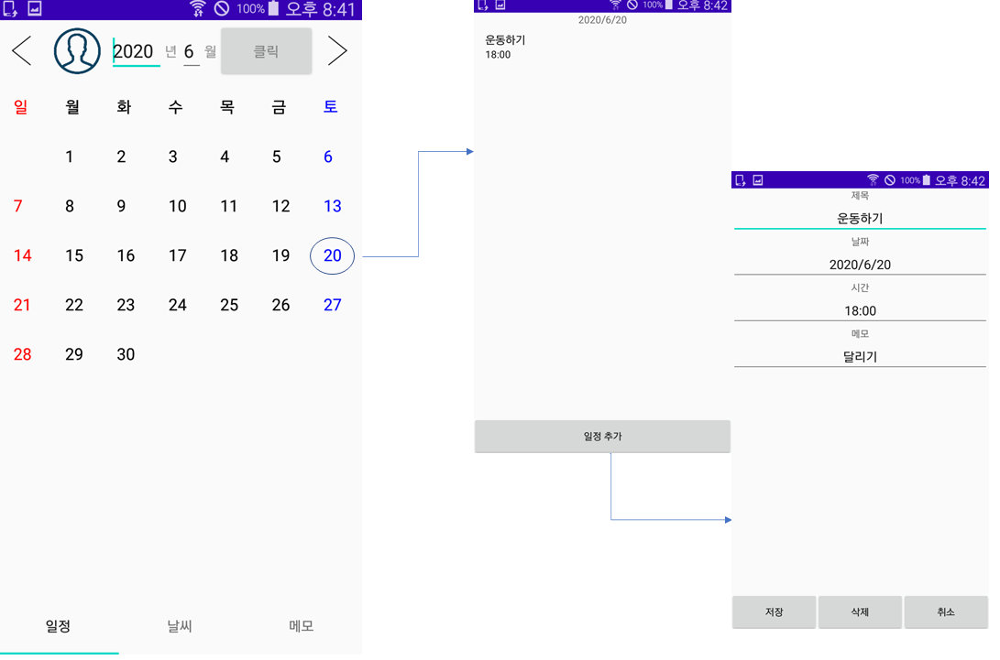 100% 오후 8:41
2020 년 6 월 클릭
일 월 화 수 목 금 토
1 2 3 4 5 6
7 8 9 10 11 12 13
14 15 16 17 18 19 20
21 22 23 24 25 26 27
28 29 30
일정 날씨 메모
100% 오후 8:42
2020/6/20
운동하기
18:00
일정 추가
100% 오후 8:42
제목
운동하기
날짜
2020/6/20
시간
18:00
메모
달리기
저장 삭제 취소